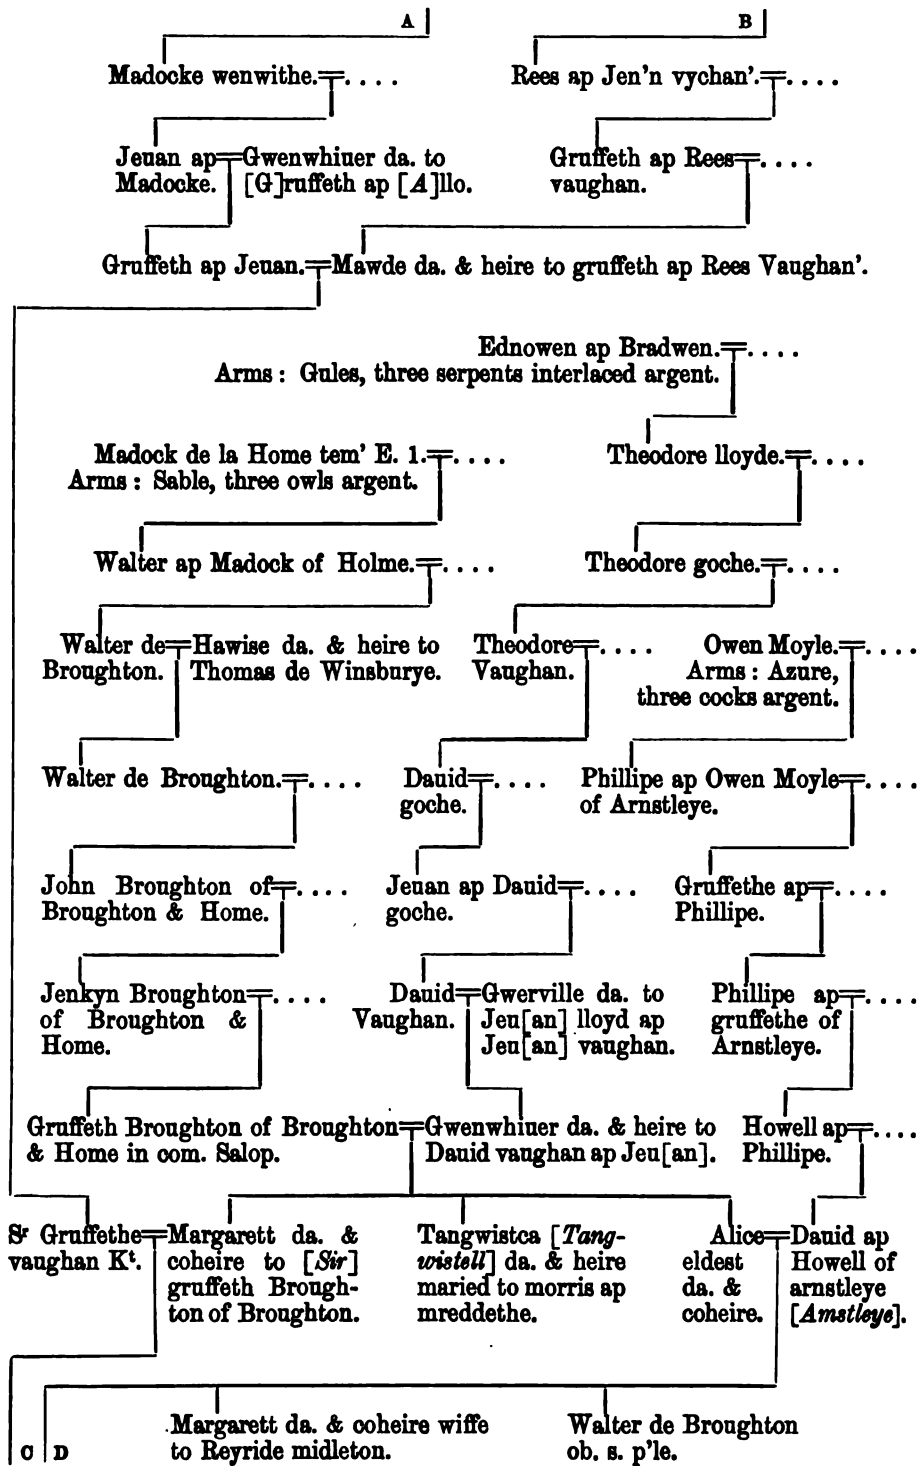 A B
Madocke wenwithe.=.... Rees ap Jen'n vychan'.=....
Jeuan ap=Gwenwhiuer da. to Gruffeth ap Rees=....
Madocke. [G]ruffeth ap [A]llo. vaughan.
Gruffeth ap Jeuan.=Mawde da. & heire to gruffeth ap Rees Vaughan'.
Ednowen ap Bradwen.=....
Arms : Gules, three serpents interlaced argent.
Madock de la Home tem' E. 1.=.... Theodore lloyde.=....
Arms : Sable, three owls argent.
Walter ap Madock of Holme.=.... Theodore goche.=....
Walter de=Hawise da. & heire to Theodore=.... Owen Moyle.=....
Broughton. Thomas de Winsburye. Vaughan. Arms : Azure,
three cocks argent.
Walter de Broughton.=.... Dauid=.... Phillipe ap Owen Moyle=....
goche. of Arnstleye.
John Broughton of=.... Jeuan ap Dauid=.... Gruffethe ap=....
Broughton & Home. goche. Phillipe.
Jenkyn Broughton=.... Dauid=Gwerville da. to Phillipe ap=....
of Broughton & Vaughan. Jeu[an] lloyd ap gruffethe of
Home. Jeu[an] vaughan. Arnstleye.
Gruffeth Broughton of Broughton=Gwenwhiuer da. & heire to Howell ap=....
& Home in com. Salop. Dauid vaughan ap Jeu[an]. Phillipe.
Sr Gruffethe=Margarett da. & Tangwistca [Tang- Alice=Dauid ap
vaughan Kt. coheire to [Sir] wistell] da. & heire eldest Howell of
gruffeth Brough- maried to morris ap da. & arnstleye
ton of Broughton. mreddethe. coheire. [Amstleye].
Margarett da. & coheire wiffe Walter de Broughton
C D to Reyride midleton. ob. s. p'le.